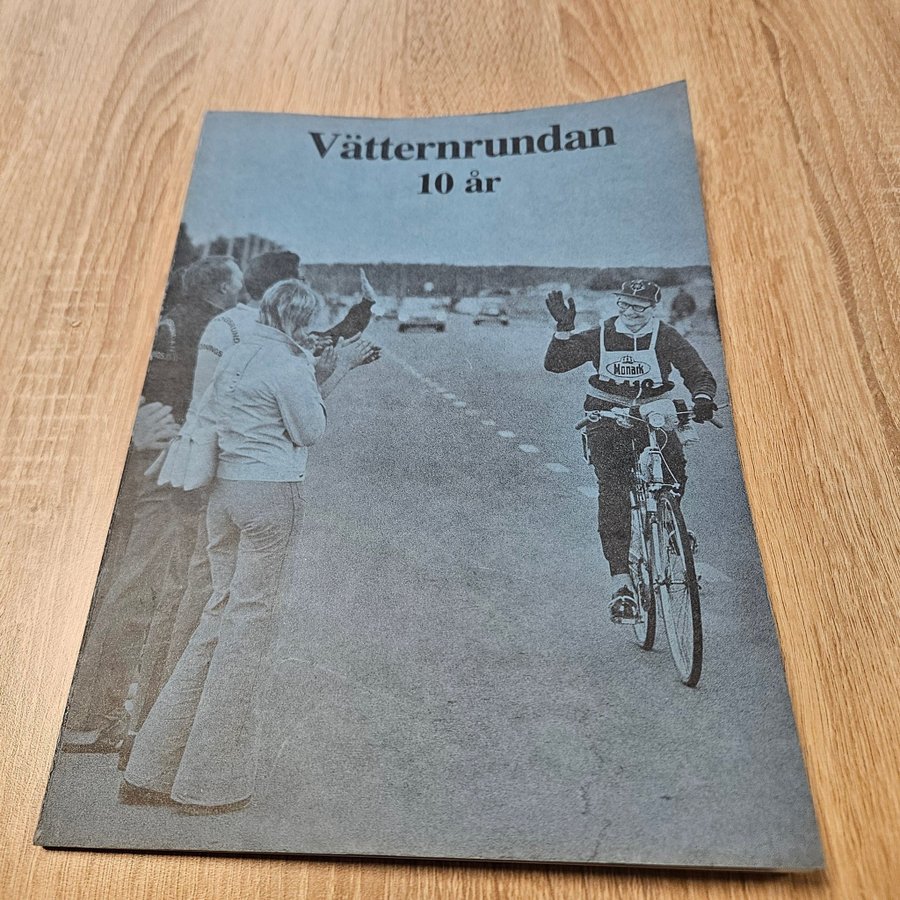 Vätternrundan
10 år
Monark